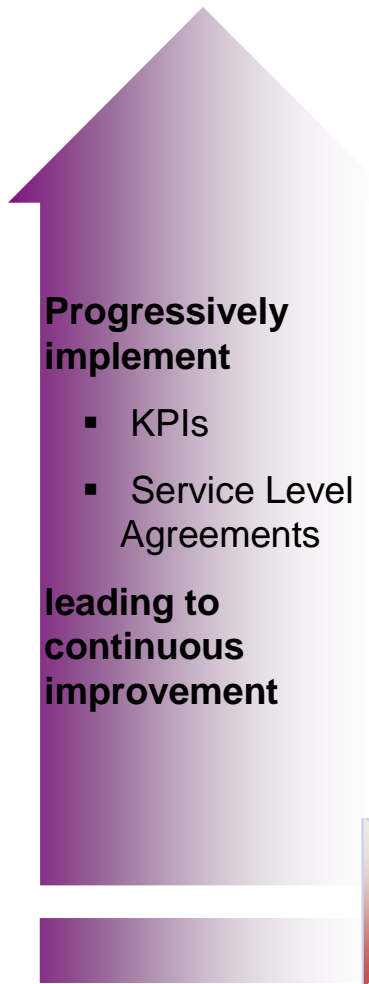 Progressively
implement
▪ KPIs
▪ Service Level
Agreements
leading to
continuous
improvement